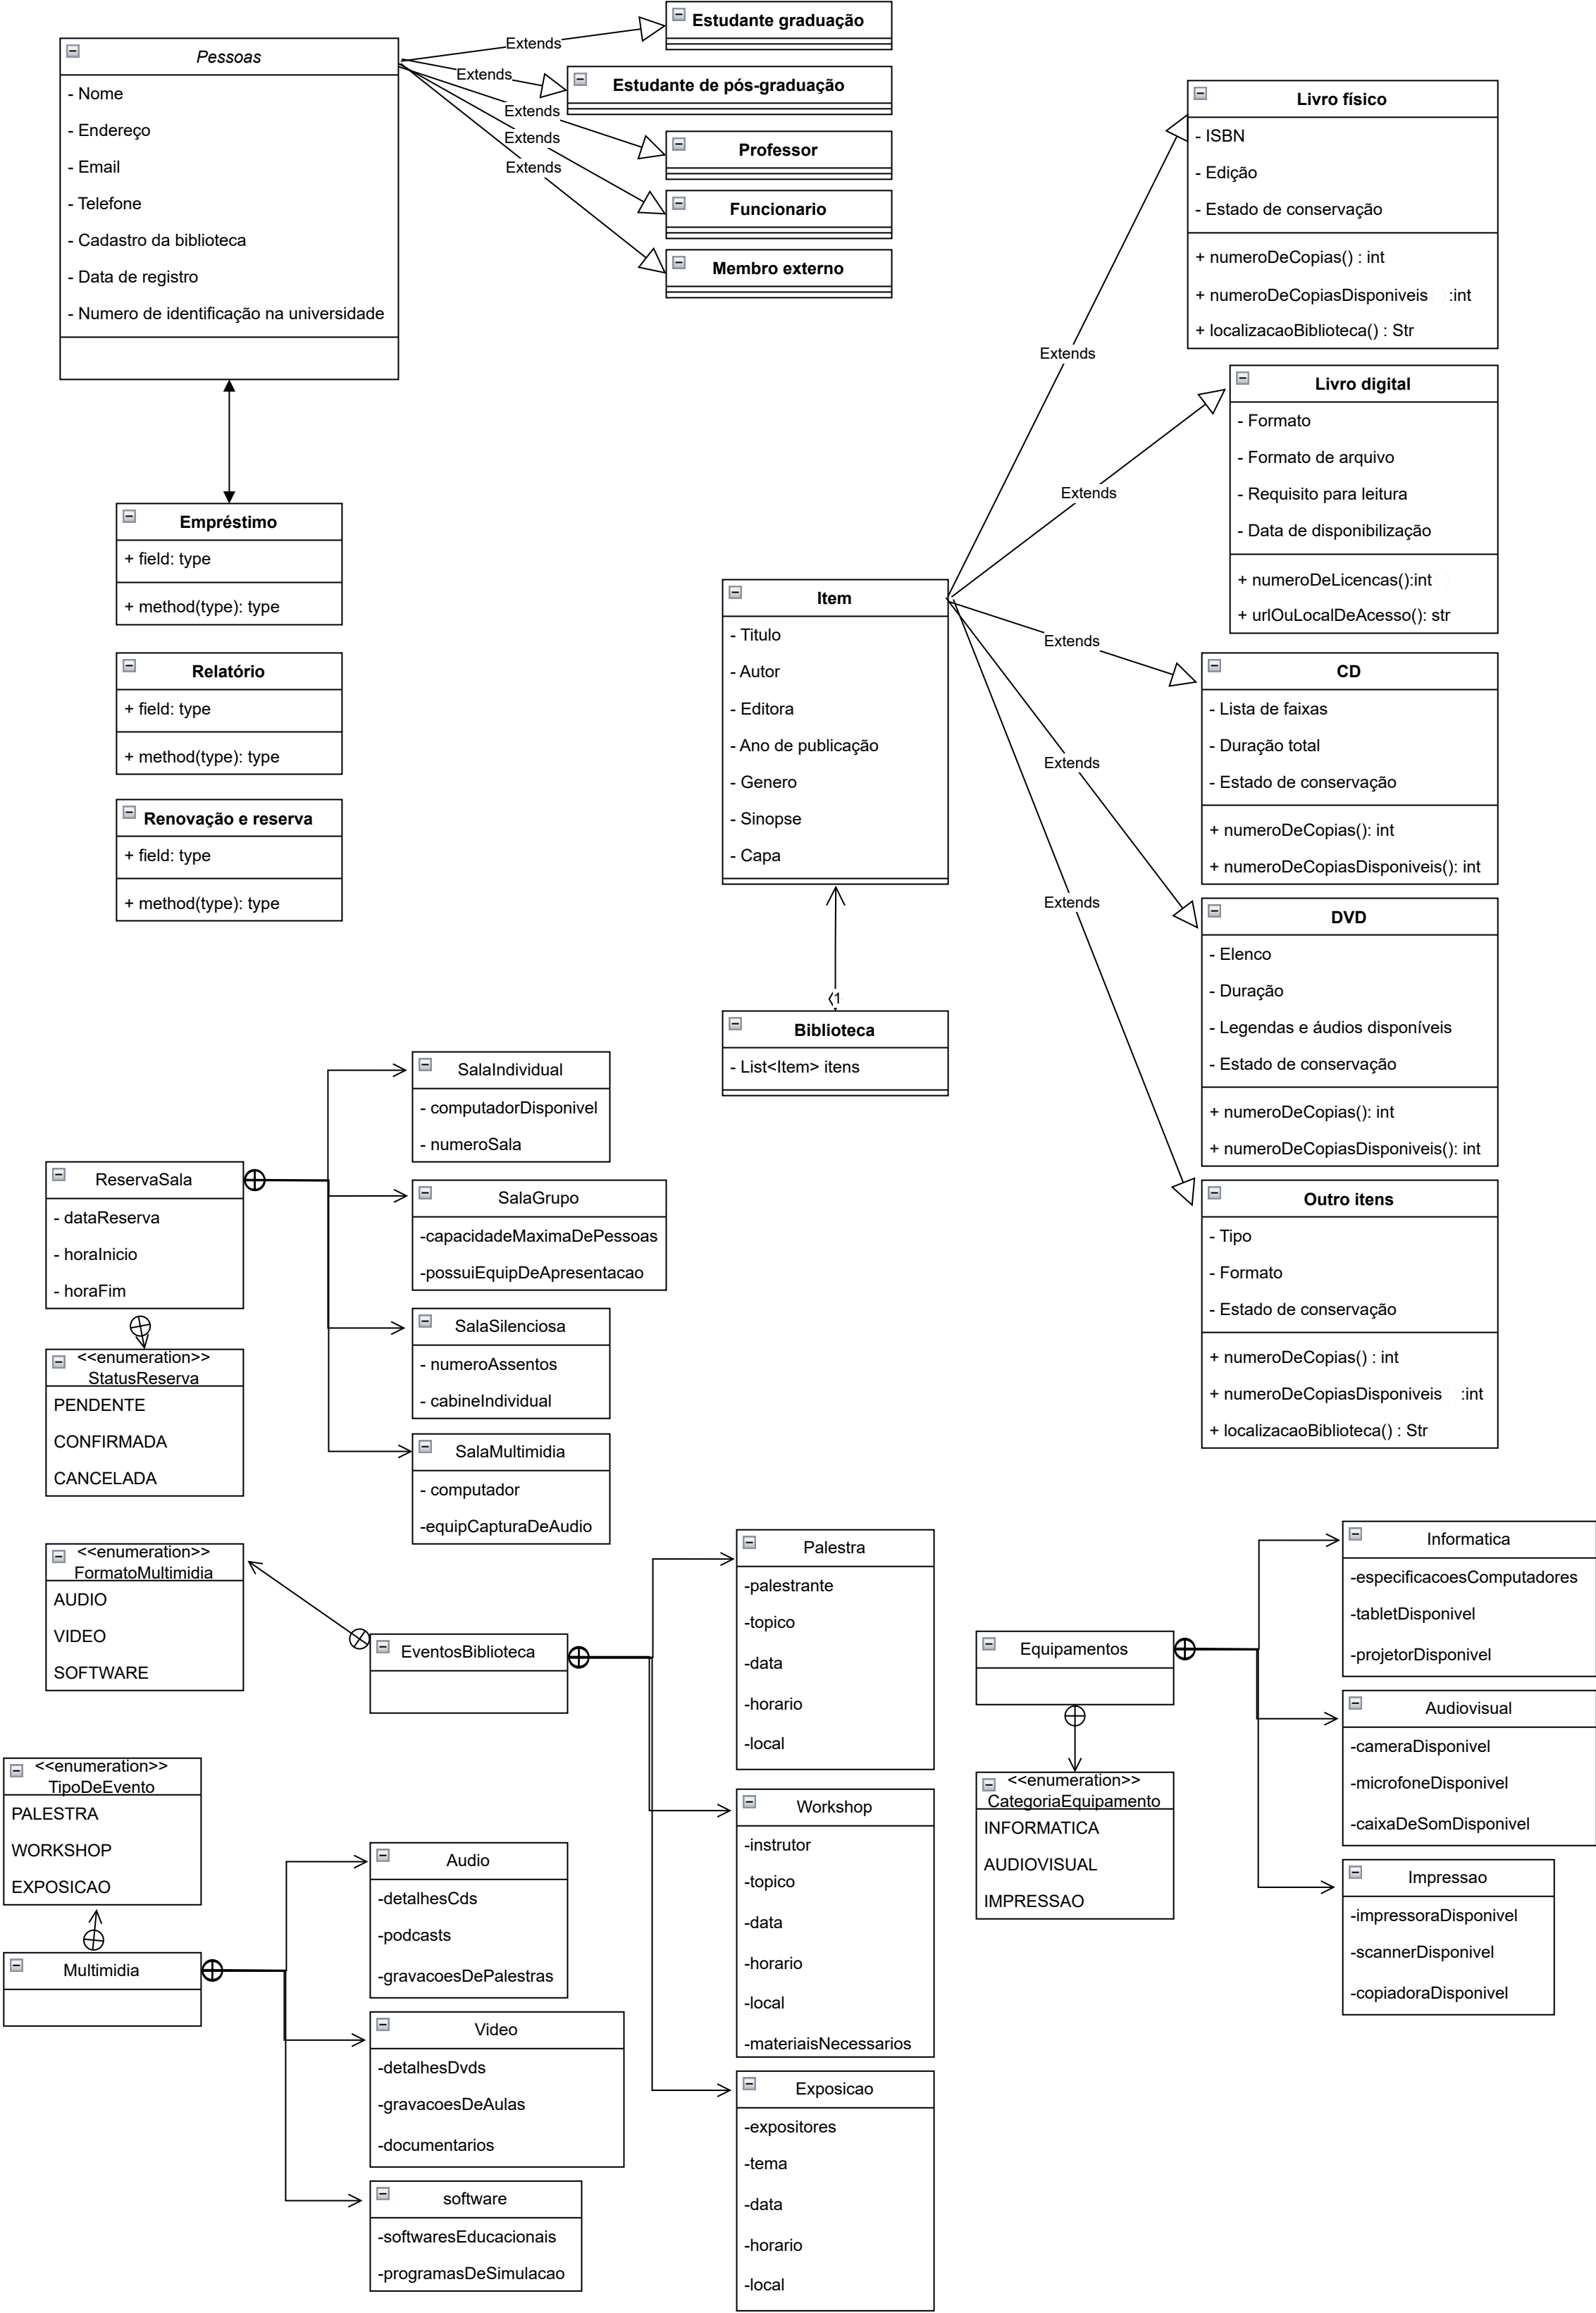 Pessoas
- Nome
- Endereço
- Email
- Telefone
- Cadastro da biblioteca
- Data de registro
- Numero de identificação na universidade
Extends
Extends
Extends
Extends
Extends
Estudante graduação
Estudante de pós-graduação
Professor
Funcionario
Membro externo
Empréstimo
+ field: type
+ method(type): type
Relatório
+ field: type
+ method(type): type
Renovação e reserva
+ field: type
+ method(type): type
Item
- Titulo
- Autor
- Editora
- Ano de publicação
- Genero
- Sinopse
- Capa
1
Biblioteca
- List<Item> itens
Extends
Extends
Extends
Extends
Extends
Livro físico
- ISBN
- Edição
- Estado de conservação
+ numeroDeCopias() : int
+ numeroDeCopiasDisponiveis :int
+ localizacaoBiblioteca() : Str
Livro digital
- Formato
- Formato de arquivo
- Requisito para leitura
- Data de disponibilização
+ numeroDeLicencas():int
+ urlOuLocalDeAcesso(): str
CD
- Lista de faixas
- Duração total
- Estado de conservação
+ numeroDeCopias(): int
+ numeroDeCopiasDisponiveis(): int
DVD
- Elenco
- Duração
- Legendas e áudios disponíveis
- Estado de conservação
+ numeroDeCopias(): int
+ numeroDeCopiasDisponiveis(): int
Outro itens
- Tipo
- Formato
- Estado de conservação
+ numeroDeCopias() : int
+ numeroDeCopiasDisponiveis :int
+ localizacaoBiblioteca() : Str
ReservaSala
- dataReserva
- horaInicio
- horaFim
<<enumeration>>
StatusReserva
PENDENTE
CONFIRMADA
CANCELADA
SalaIndividual
- computadorDisponivel
- numeroSala
SalaGrupo
-capacidadeMaximaDePessoas
-possuiEquipDeApresentacao
SalaSilenciosa
- numeroAssentos
- cabineIndividual
SalaMultimidia
- computador
-equipCapturaDeAudio
<<enumeration>>
FormatoMultimidia
AUDIO
VIDEO
SOFTWARE
EventosBiblioteca
Palestra
-palestrante
-topico
-data
-horario
-local
Workshop
-instrutor
-topico
-data
-horario
-local
-materiaisNecessarios
Exposicao
-expositores
-tema
-data
-horario
-local
Equipamentos
<<enumeration>>
CategoriaEquipamento
INFORMATICA
AUDIOVISUAL
IMPRESSAO
Informatica
-especificacoesComputadores
-tabletDisponivel
-projetorDisponivel
Audiovisual
-cameraDisponivel
-microfoneDisponivel
-caixaDeSomDisponivel
Impressao
-impressoraDisponivel
-scannerDisponivel
-copiadoraDisponivel
<<enumeration>>
TipoDeEvento
PALESTRA
WORKSHOP
EXPOSICAO
Multimidia
Audio
-detalhesCds
-podcasts
-gravacoesDePalestras
Video
-detalhesDvds
-gravacoesDeAulas
-documentarios
software
-softwaresEducacionais
-programasDeSimulacao